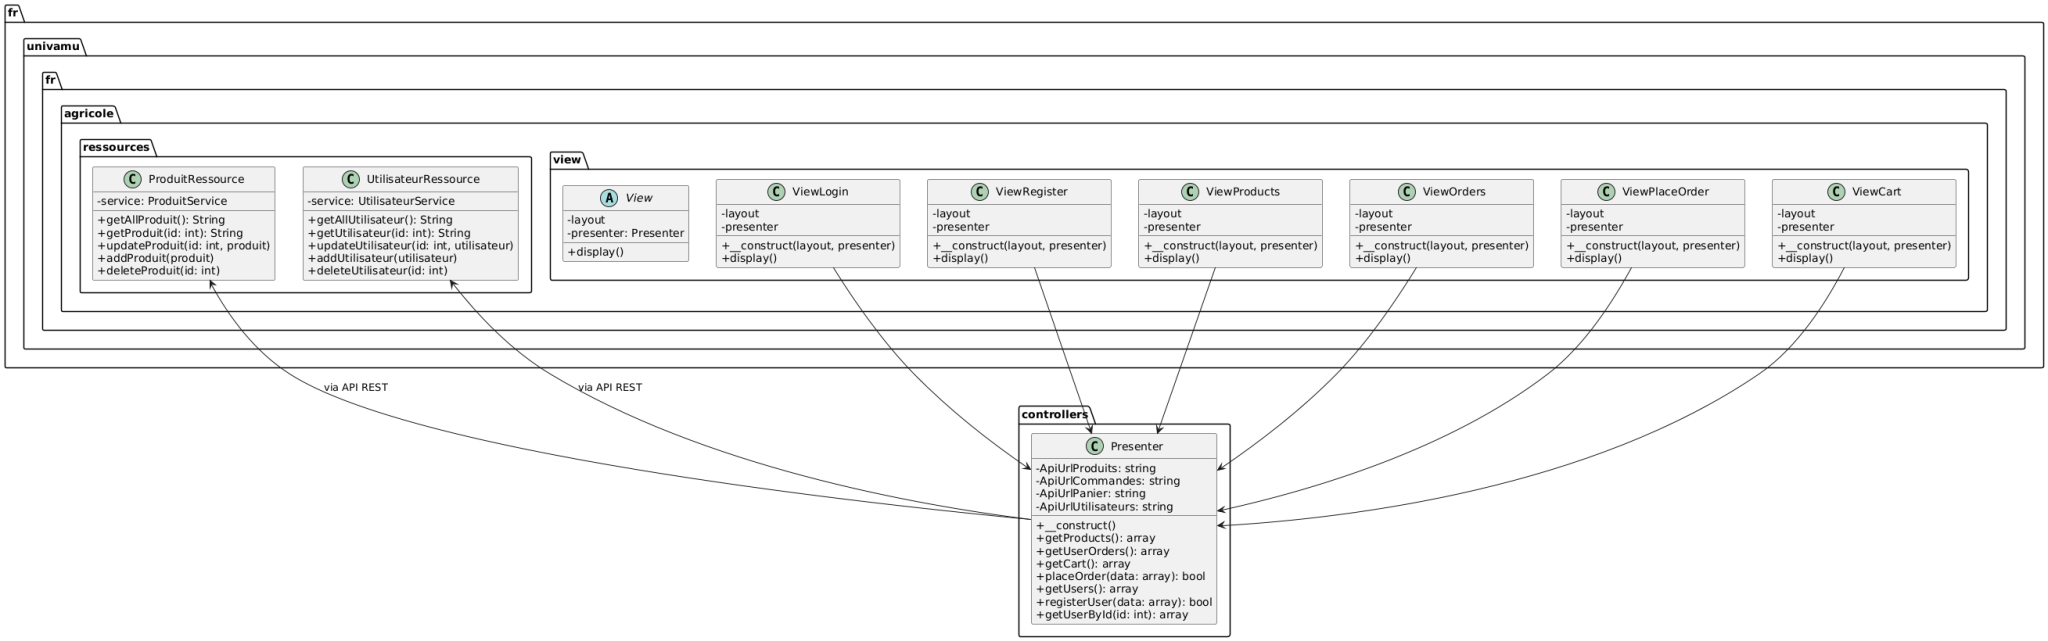 fr
univamu
fr
agricole
ressources
C ProduitRessource
-service: ProduitService
+getAllProduit(): String
+getProduit(id: int): String
+updateProduit(id: int, produit)
+addProduit(produit)
+deleteProduit(id: int)
C UtilisateurRessource
-service: UtilisateurService
+getAllUtilisateur(): String
+getUtilisateur(id: int): String
+updateUtilisateur(id: int, utilisateur)
+addUtilisateur(utilisateur)
+deleteUtilisateur(id: int)
view
A View
-layout
-presenter: Presenter
+display()
C ViewLogin
-layout
-presenter
+__construct(layout, presenter)
+display()
C ViewRegister
-layout
-presenter
+__construct(layout, presenter)
+display()
C ViewProducts
-layout
-presenter
+__construct(layout, presenter)
+display()
C ViewOrders
-layout
-presenter
+__construct(layout, presenter)
+display()
C ViewPlaceOrder
-layout
-presenter
+__construct(layout, presenter)
+display()
C ViewCart
-layout
-presenter
+__construct(layout, presenter)
+display()
via API REST
via API REST
controllers
C Presenter
-ApiUrlProduits: string
-ApiUrlCommandes: string
-ApiUrlPanier: string
-ApiUrlUtilisateurs: string
+__construct()
+getProducts(): array
+getUserOrders(): array
+getCart(): array
+placeOrder(data: array): bool
+getUsers(): array
+registerUser(data: array): bool
+getUserById(id: int): array